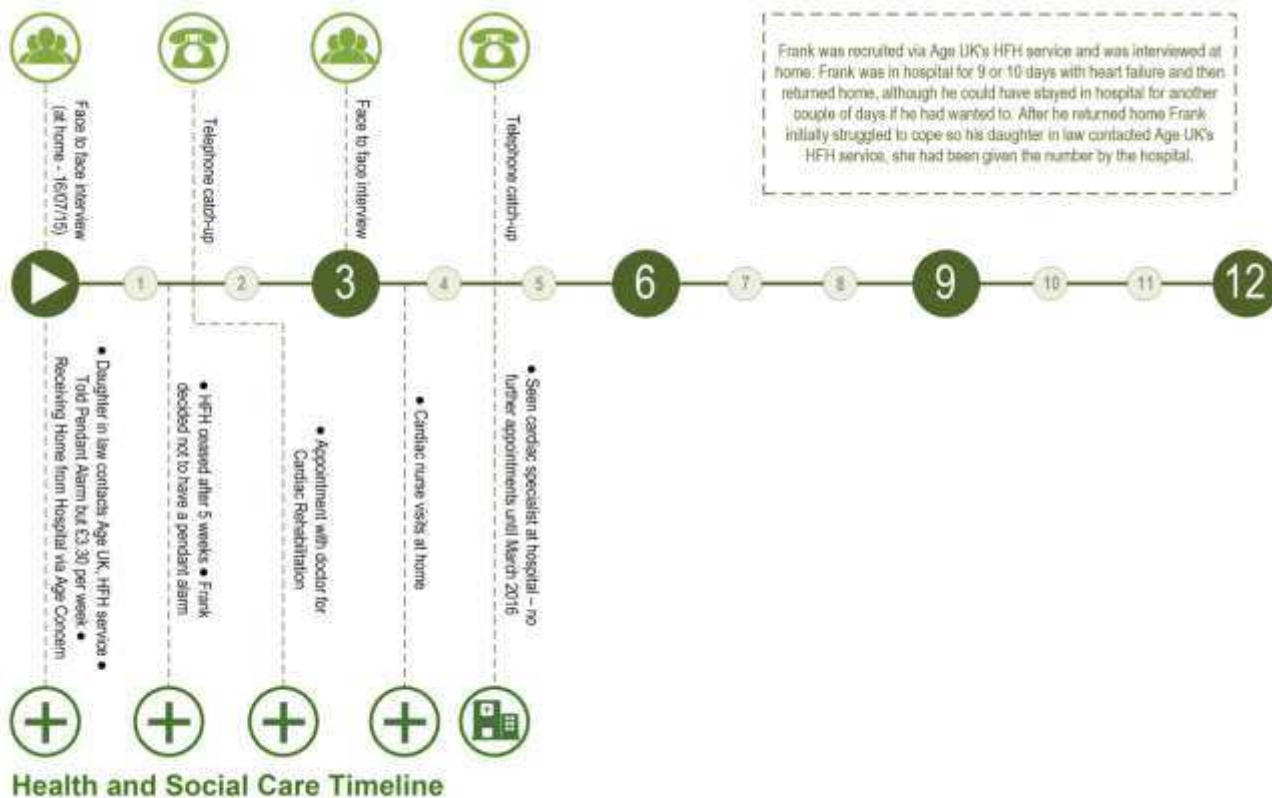 Frank was recruited via Age UK's HFH service and was interviewed at
home. Frank was in hospital for 9 or 10 days with heart failure and then
returned home, although he could have stayed in hospital for another
couple of days if he had wanted to. After he returned home Frank
initially struggled to cope so his daughter in law contacted Age UK's
HFH service, she had been given the number by the hospital.
Face to face interview
(at home - 16/07/15)
Telephone catch-up
Face to face interview
Telephone catch-up
1
2
3
4
5
6
7
8
9
10
11
12
● Daughter in law contacts Age UK, HFH service ●
Told Pendant Alarm but £3.30 per week ●
Receiving Home from Hospital via Age Concern
● HFH ceased after 5 weeks ● Frank
decided not to have a pendant alarm
● Appointment with doctor for
Cardiac Rehabilitation
● Cardiac nurse visits at home
● Seen cardiac specialist at hospital – no
further appointments until March 2016
Health and Social Care Timeline